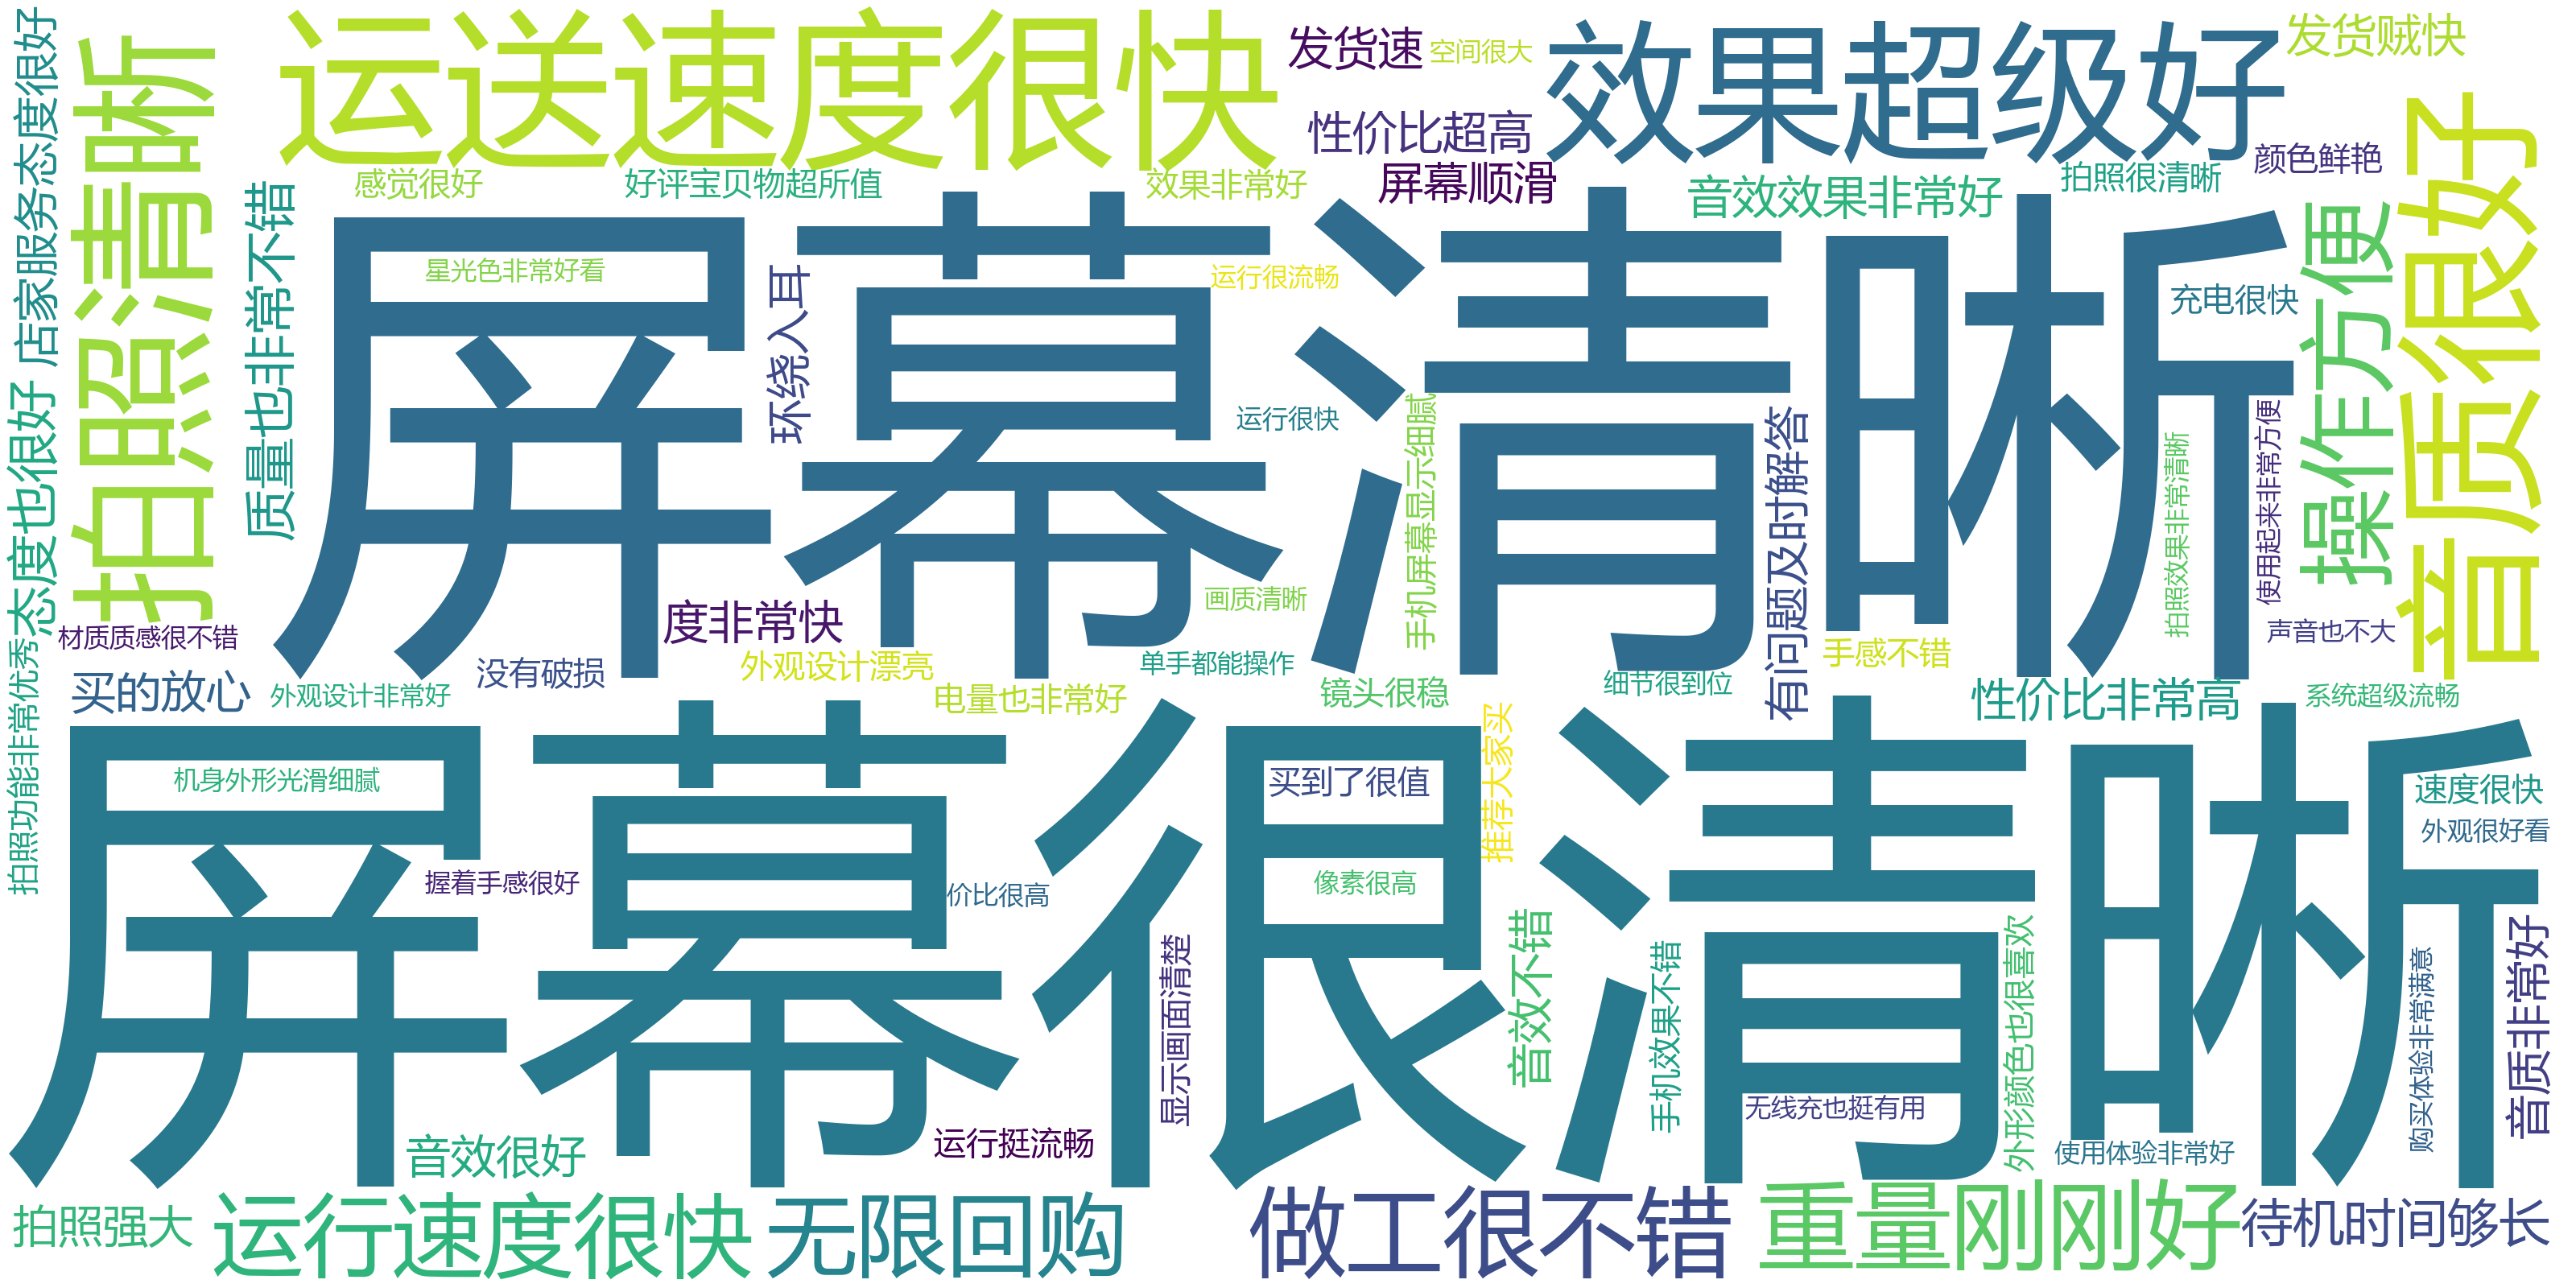 店家服务态度很好
态度也很好
拍照功能非常优秀
拍照清晰
运送速度很快
发货速
空间很大
效果超级好
发货贼快
性价比超高
屏幕顺滑
颜色鲜艳
拍照很清晰
感觉很好
好评宝贝物超所值
效果非常好
音效效果非常好
质量也非常不错
屏幕清晰
星光色非常好看
环绕入耳
运行很流畅
运行很快
手机屏幕显示细腻
有问题及时解答
充电很快
拍照效果非常清晰
使用起来非常方便
操作方便
音质很好
画质清晰
度非常快
材质质感很不错
声音也不大
买的放心
外观设计非常好
没有破损
外观设计漂亮
电量也非常好
单手都能操作
镜头很稳
细节很到位
手感不错
性价比非常高
系统超级流畅
屏幕很清晰
机身外形光滑细腻
买到了很值
推荐大家买
速度很快
外观很好看
握着手感很好
价比很高
像素很高
显示画面清楚
音效不错
手机效果不错
外形颜色也很喜欢
购买体验非常满意
音质非常好
无线充也挺有用
音效很好
运行挺流畅
使用体验非常好
拍照强大
运行速度很快
无限回购
做工很不错
重量刚刚好
待机时间够长